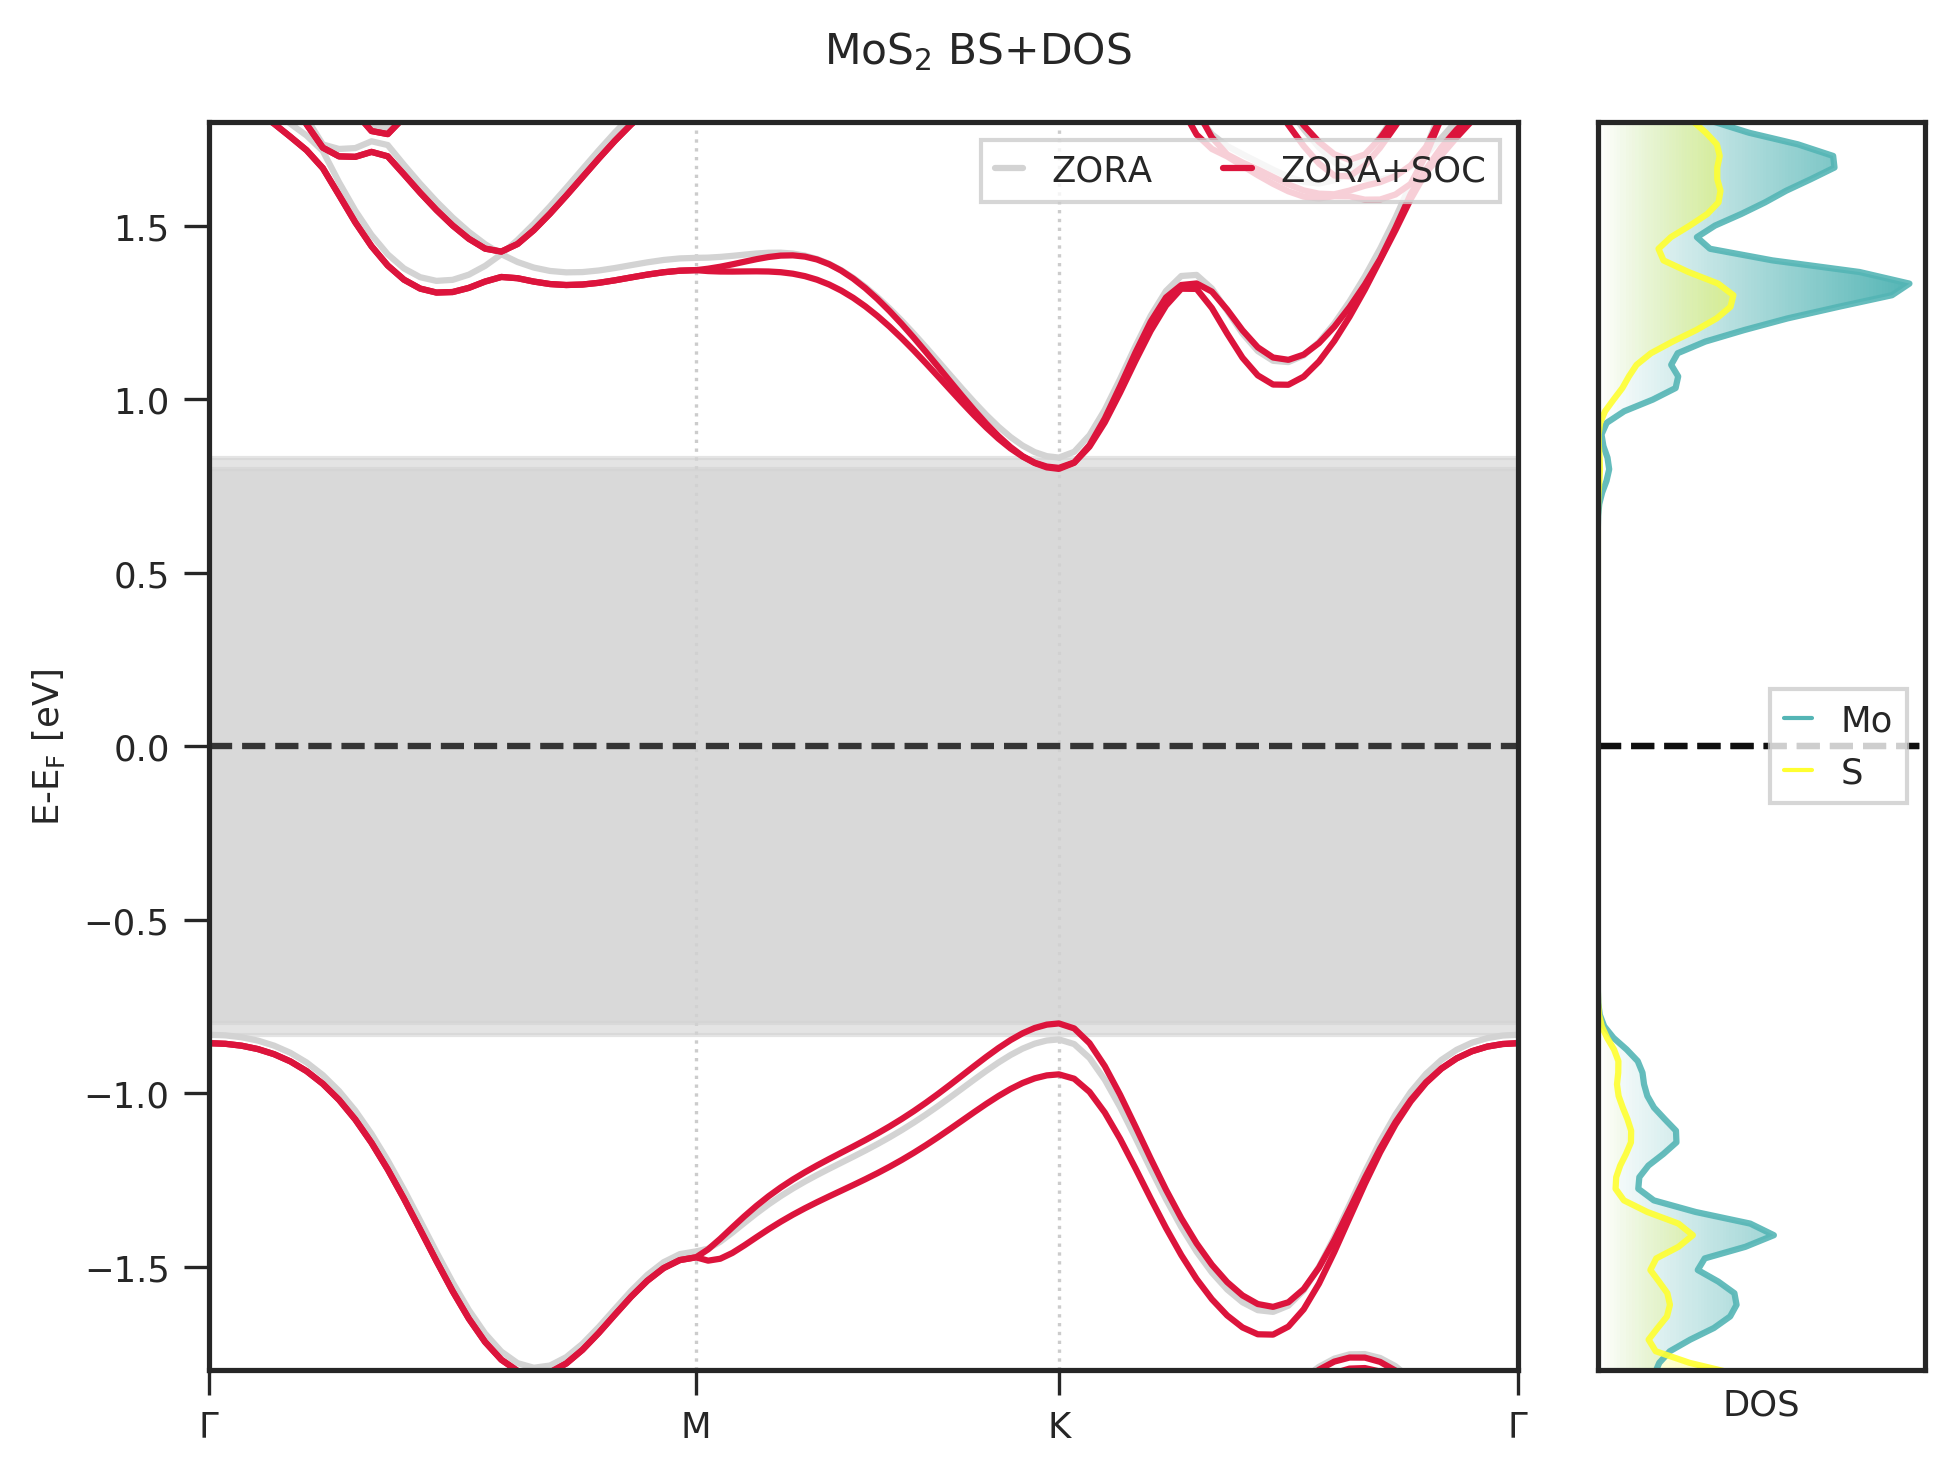 MoS₂ BS+DOS
ZORA ZORA+SOC
1.5
1.0
0.5
0.0
−0.5
−1.0
−1.5
E-E_F [eV]
Γ M K Γ
Mo
S
DOS